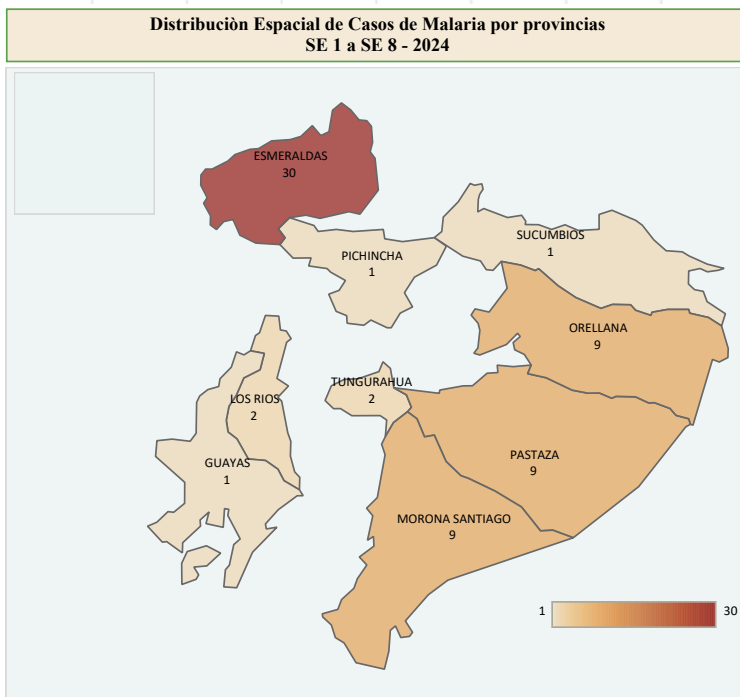 Distribuciòn Espacial de Casos de Malaria por provincias
SE 1 a SE 8 - 2024
ESMERALDAS
30
SUCUMBIOS
1
PICHINCHA
1
ORELLANA
9
TUNGURAHUA
2
LOS RIOS
2
PASTAZA
9
GUAYAS
1
MORONA SANTIAGO
9
1 30